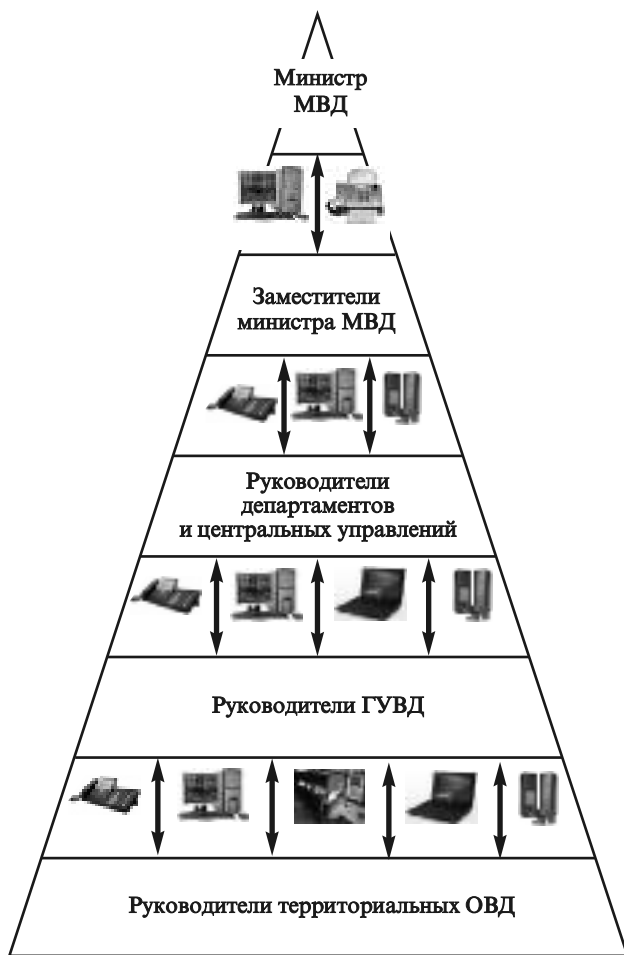 Министр
МВД
Заместители
министра МВД
Руководители
департаментов
и центральных управлений
Руководители ГУВД
Руководители территориальных ОВД